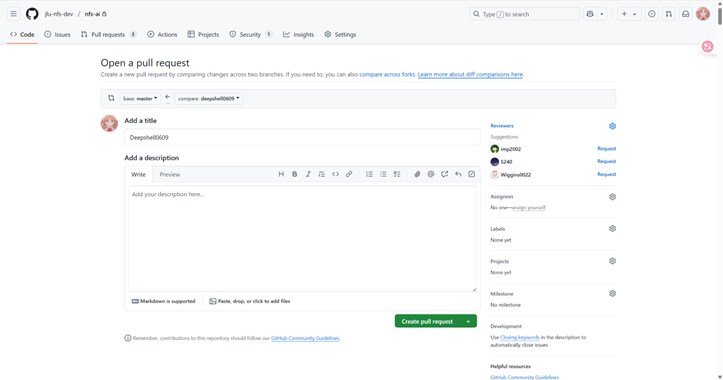 jlu-nfs-dev / nfs-ai
Type / to search
Code
Issues
Pull requests 3
Actions
Projects
Security 1
Insights
Settings
Open a pull request
Create a new pull request by comparing changes across two branches. If you need to, you can also compare across forks. Learn more about diff comparisons here.
base: master
compare: deepshell0609
Add a title
Deepshell0609
Add a description
Write
Preview
Add your description here...
Markdown is supported
Paste, drop, or click to add files
Create pull request
Remember, contributions to this repository should follow our GitHub Community Guidelines.
Reviewers
Suggestions
imp2002
Request
5240
Request
Wiggins0022
Request
Assignees
No one—assign yourself
Labels
None yet
Projects
None yet
Milestone
No milestone
Development
Use Closing keywords in the description to
automatically close issues
Helpful resources
GitHub Community Guidelines